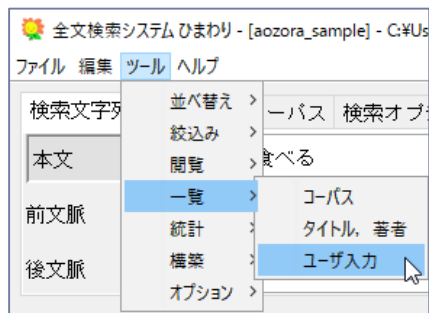 全文検索システム ひまわり - [aozora_sample] - C:¥Us
ファイル 編集 ツール ヘルプ
検索文字列 ーパス 検索オプ
本文 食べる
前文脈
後文脈
並べ替え >
絞込み >
閲覧 >
一覧 >
統計 >
構築 >
オプション >
コーパス
タイトル，著者
ユーザ入力